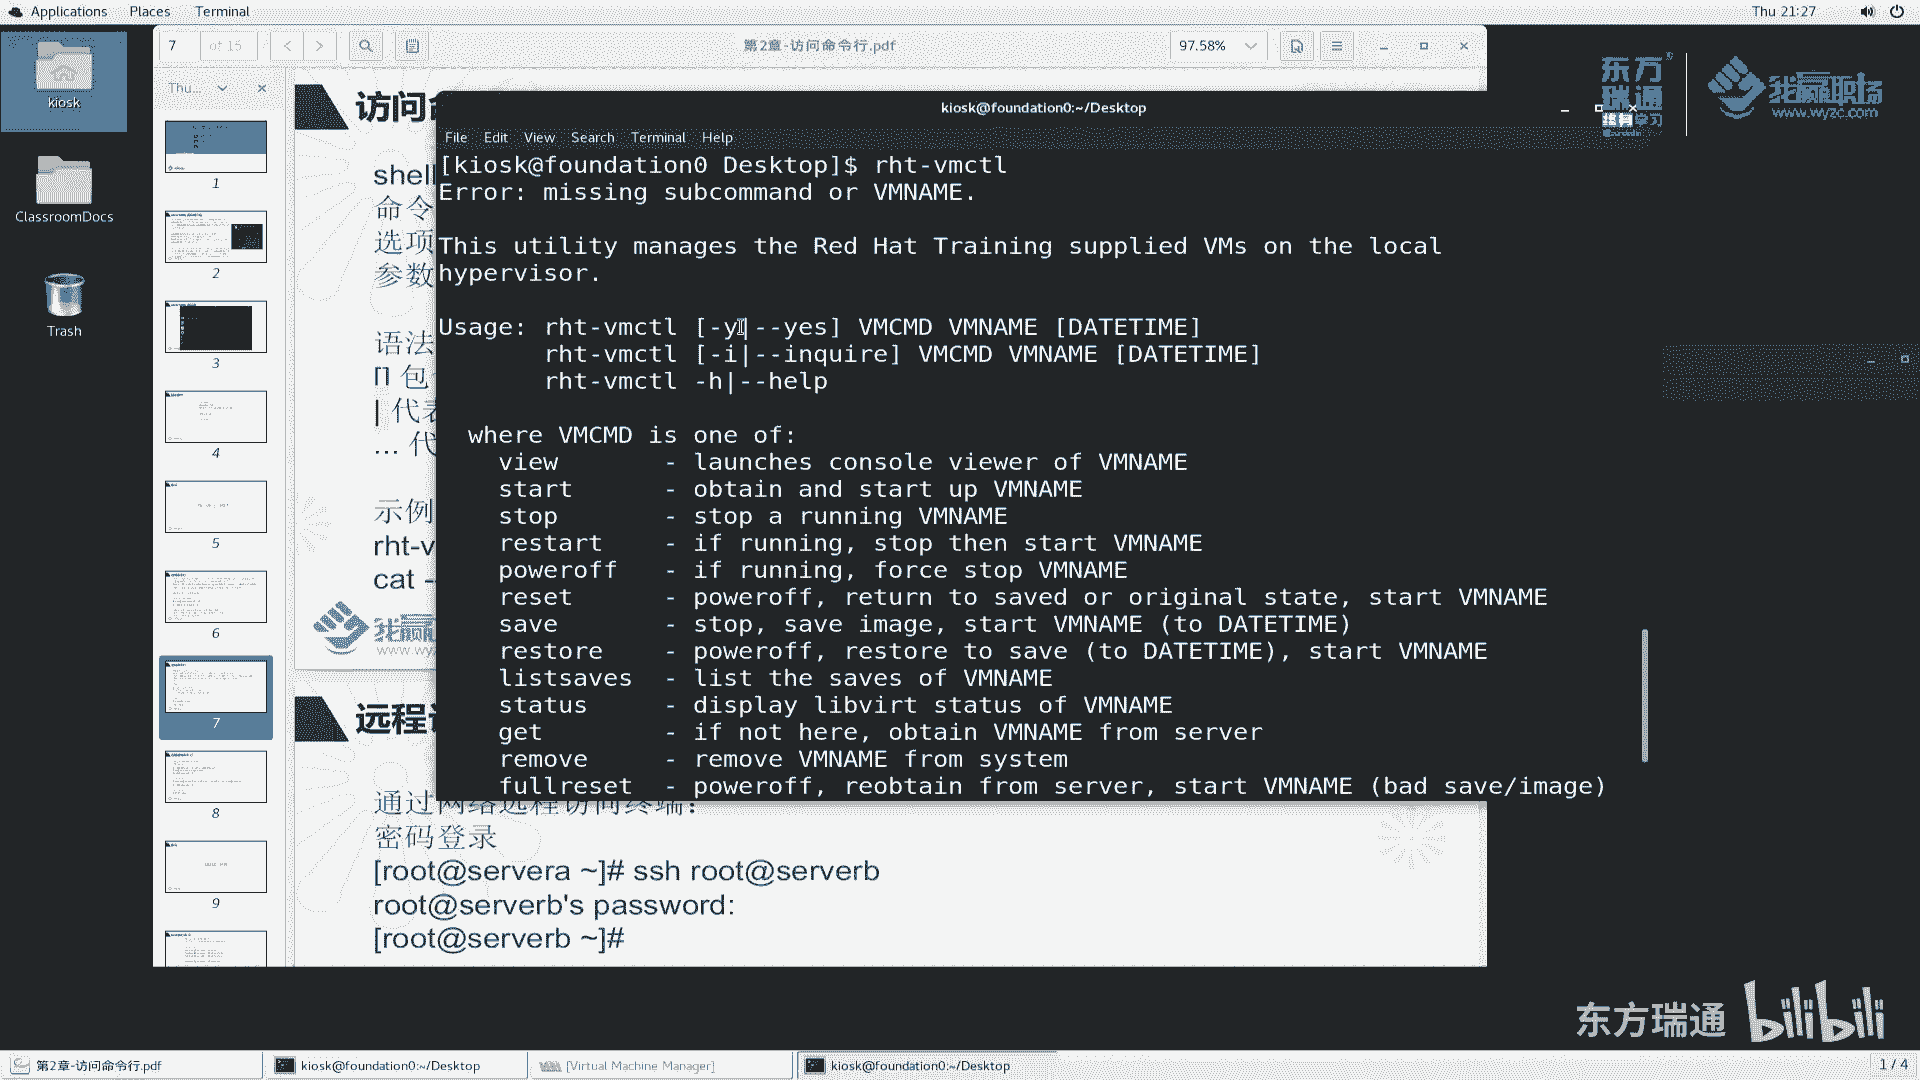 Applications Places Terminal
Thu 21:27
7 of 15
第2章-访问命令行.pdf
97.58%
kiosk
ClassroomDocs
Trash
Thu...
1
2
3
4
5
6
7
8
9
访问
shell
命令
选项
参数
语法
[] 包
| 代
... 代
示例
rht-v
cat -
kiosk@foundation0:~/Desktop
File Edit View Search Terminal Help
[kiosk@foundation0 Desktop]$ rht-vmctl
Error: missing subcommand or VMNAME.
This utility manages the Red Hat Training supplied VMs on the local
hypervisor.
Usage: rht-vmctl [-y|--yes] VMCMD VMNAME [DATETIME]
rht-vmctl [-i|--inquire] VMCMD VMNAME [DATETIME]
rht-vmctl -h|--help
where VMCMD is one of:
view - launches console viewer of VMNAME
start - obtain and start up VMNAME
stop - stop a running VMNAME
restart - if running, stop then start VMNAME
poweroff - if running, force stop VMNAME
reset - poweroff, return to saved or original state, start VMNAME
save - stop, save image, start VMNAME (to DATETIME)
restore - poweroff, restore to save (to DATETIME), start VMNAME
listsaves - list the saves of VMNAME
status - display libvirt status of VMNAME
get - if not here, obtain VMNAME from server
remove - remove VMNAME from system
fullreset - poweroff, reobtain from server, start VMNAME (bad save/image)
远程
通过网络远程访问终端:
密码登录
[root@servera ~]# ssh root@serverb
root@serverb's password:
[root@serverb ~]#
东方瑞通
我赢职场
www.wyzc.com
东方瑞通 bilibili
第2章-访问命令行.pdf
kiosk@foundation0:~/Desktop
[Virtual Machine Manager]
kiosk@foundation0:~/Desktop
1 / 4